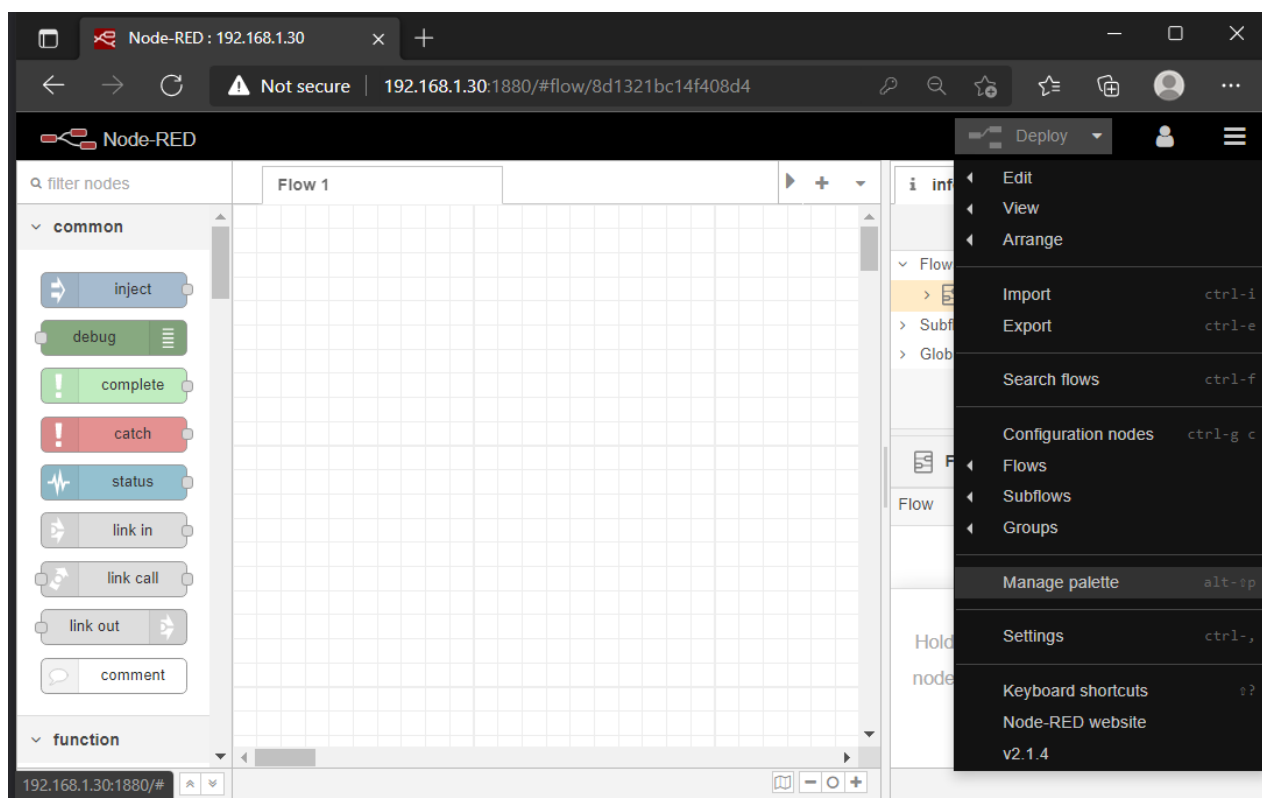 Node-RED : 192.168.1.30
Not secure | 192.168.1.30:1880/#flow/8d1321bc14f408d4
Node-RED
Deploy
filter nodes
Flow 1
common
inject
debug
complete
catch
status
link in
link call
link out
comment
function
192.168.1.30:1880/#
i inf
Flow
Subfl
Glob
F
Flow
Hold
node
Edit
View
Arrange
Import ctrl-i
Export ctrl-e
Search flows ctrl-f
Configuration nodes ctrl-g c
Flows
Subflows
Groups
Manage palette alt-⇧p
Settings ctrl-,
Keyboard shortcuts ⇧?
Node-RED website
v2.1.4